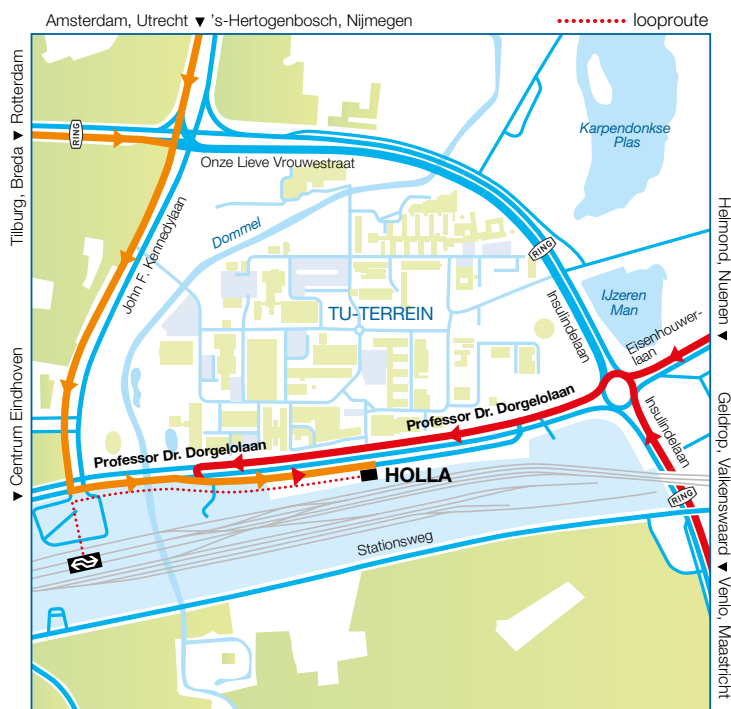 Amsterdam, Utrecht ▼ 's-Hertogenbosch, Nijmegen
looproute
Tilburg, Breda ▼ Rotterdam
RING
Onze Lieve Vrouwestraat
Karpendonkse
Plas
Dommel
John F. Kennedylaan
RING
Helmond, Nuenen ▼
IJzeren
Man
Insulindelaan
TU-TERREIN
Eisenhouwer-
laan
▼ Centrum Eindhoven
Professor Dr. Dorgelolaan
Insulindelaan
Professor Dr. Dorgelolaan
HOLLA
RING
Geldrop, Valkenswaard ▼ Venlo, Maastricht
Stationsweg